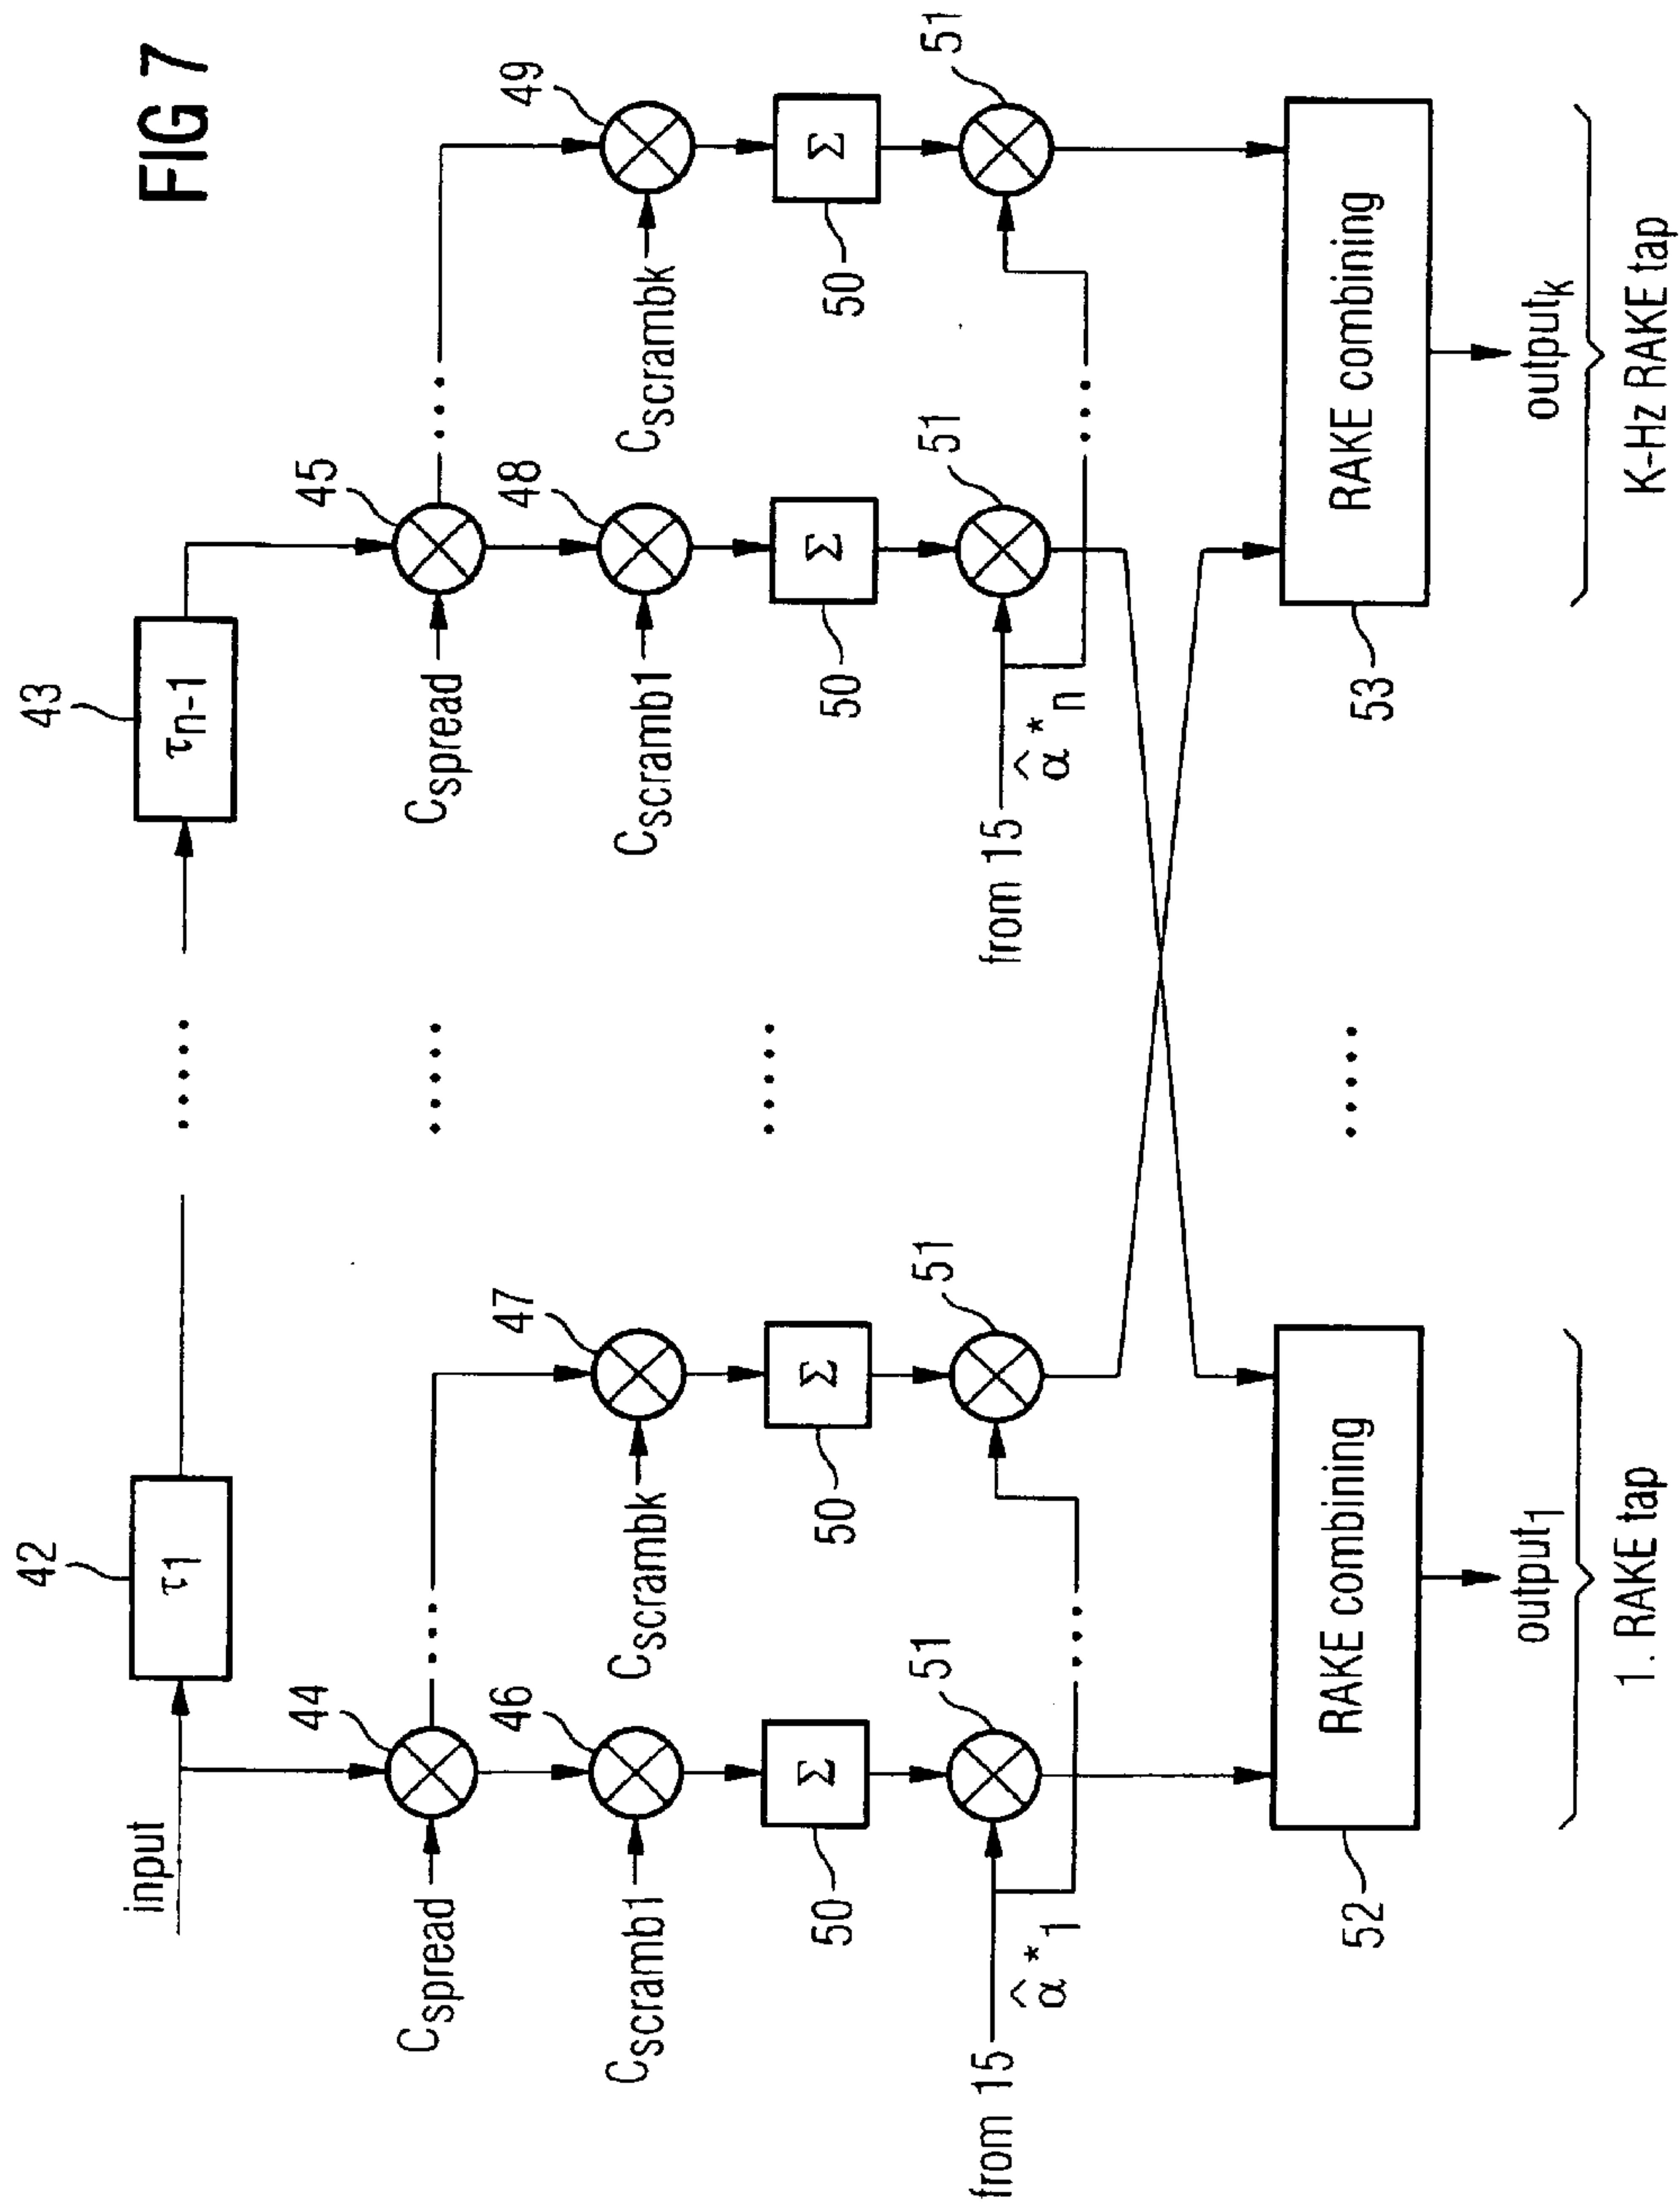 FIG 7
input
42
τ1
43
τn-1
44
45
Cspread
Cspread
46
47
48
49
Cscramb1
Cscrambk
Cscramb1
Cscrambk
Σ
Σ
Σ
Σ
50
50
50
50
51
51
51
51
from 15
α̂*1
from 15
α̂*n
RAKE combining
RAKE combining
52
53
output1
outputk
1. RAKE tap
K-Hz RAKE tap